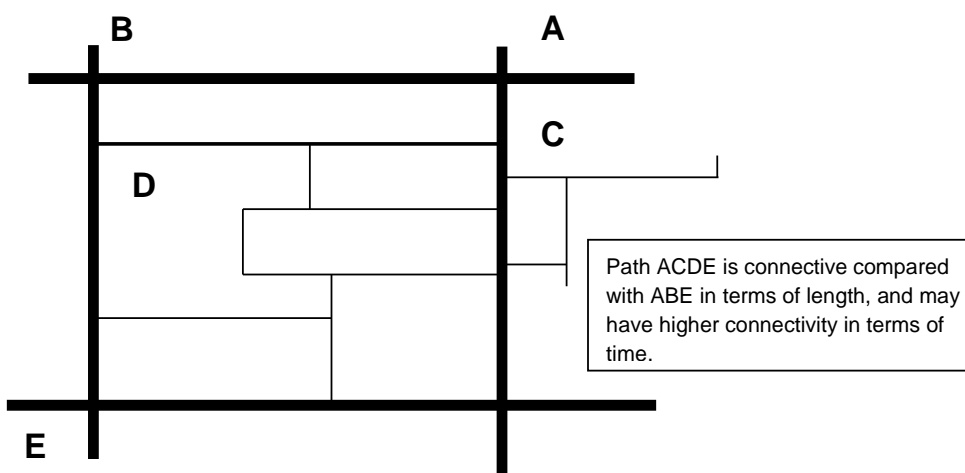 B
A
C
D
Path ACDE is connective compared
with ABE in terms of length, and may
have higher connectivity in terms of
time.
E